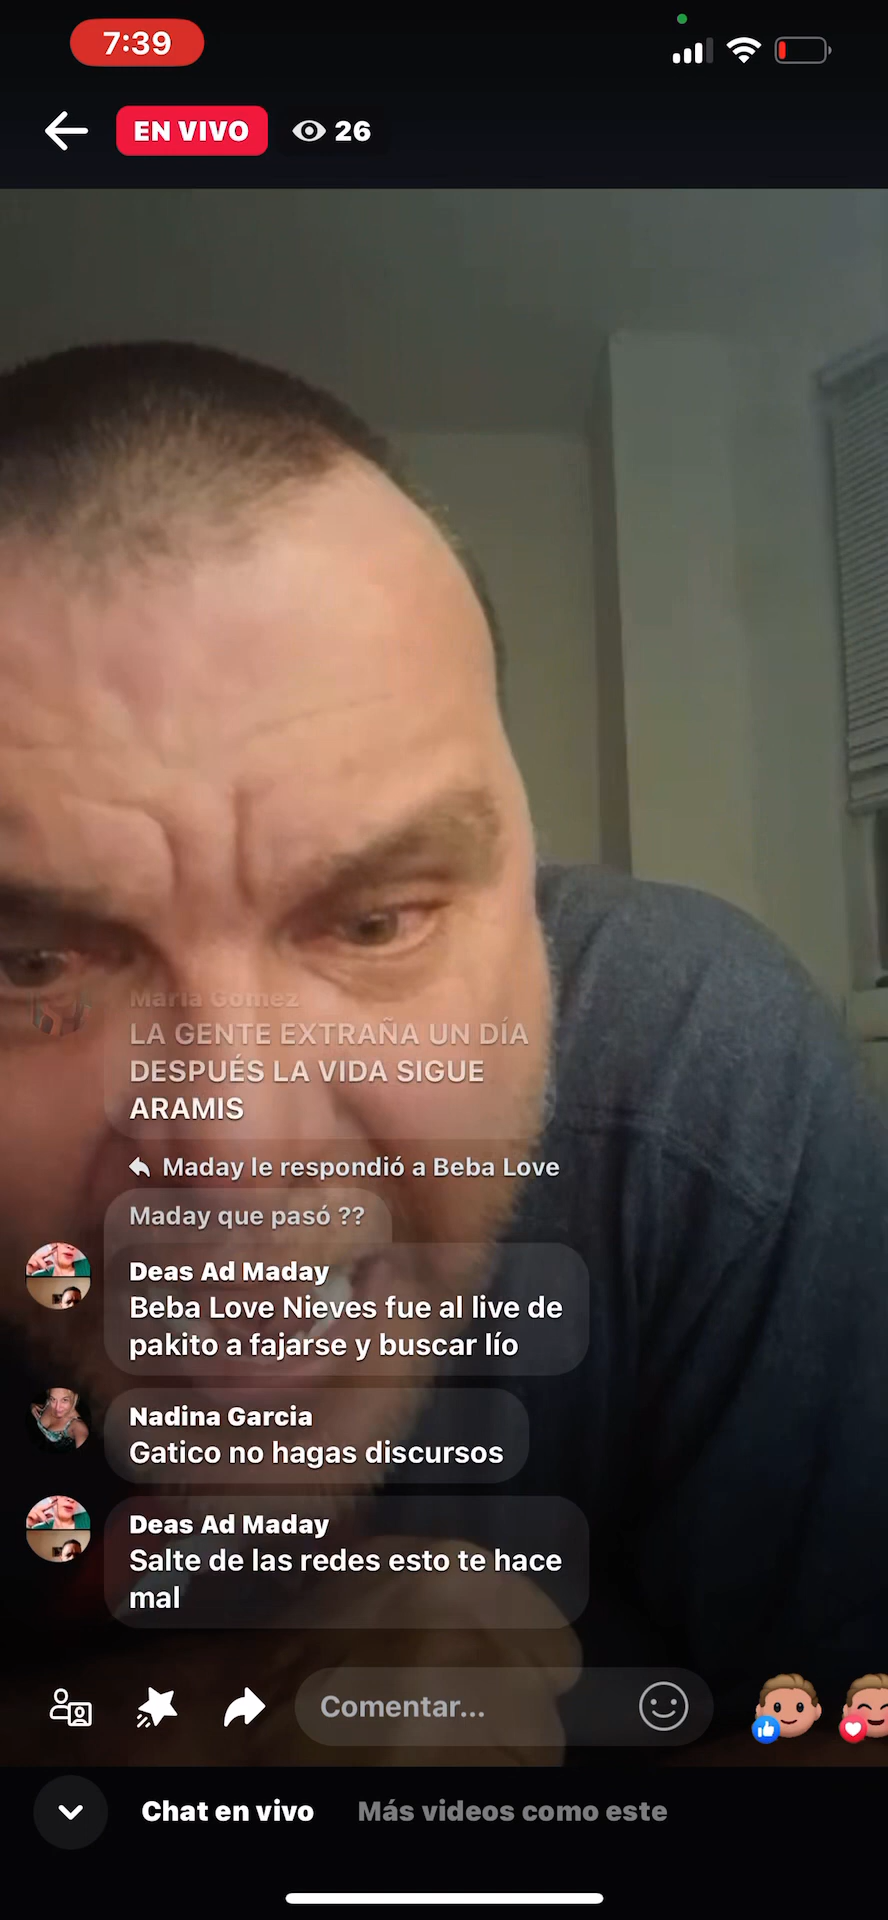 7:39
EN VIVO
26
Maria Gomez
LA GENTE EXTRAÑA UN DÍA
DESPUÉS LA VIDA SIGUE
ARAMIS
Maday le respondió a Beba Love
Maday que pasó ??
Deas Ad Maday
Beba Love Nieves fue al live de
pakito a fajarse y buscar lío
Nadina Garcia
Gatico no hagas discursos
Deas Ad Maday
Salte de las redes esto te hace
mal
Comentar...
Chat en vivo
Más videos como este